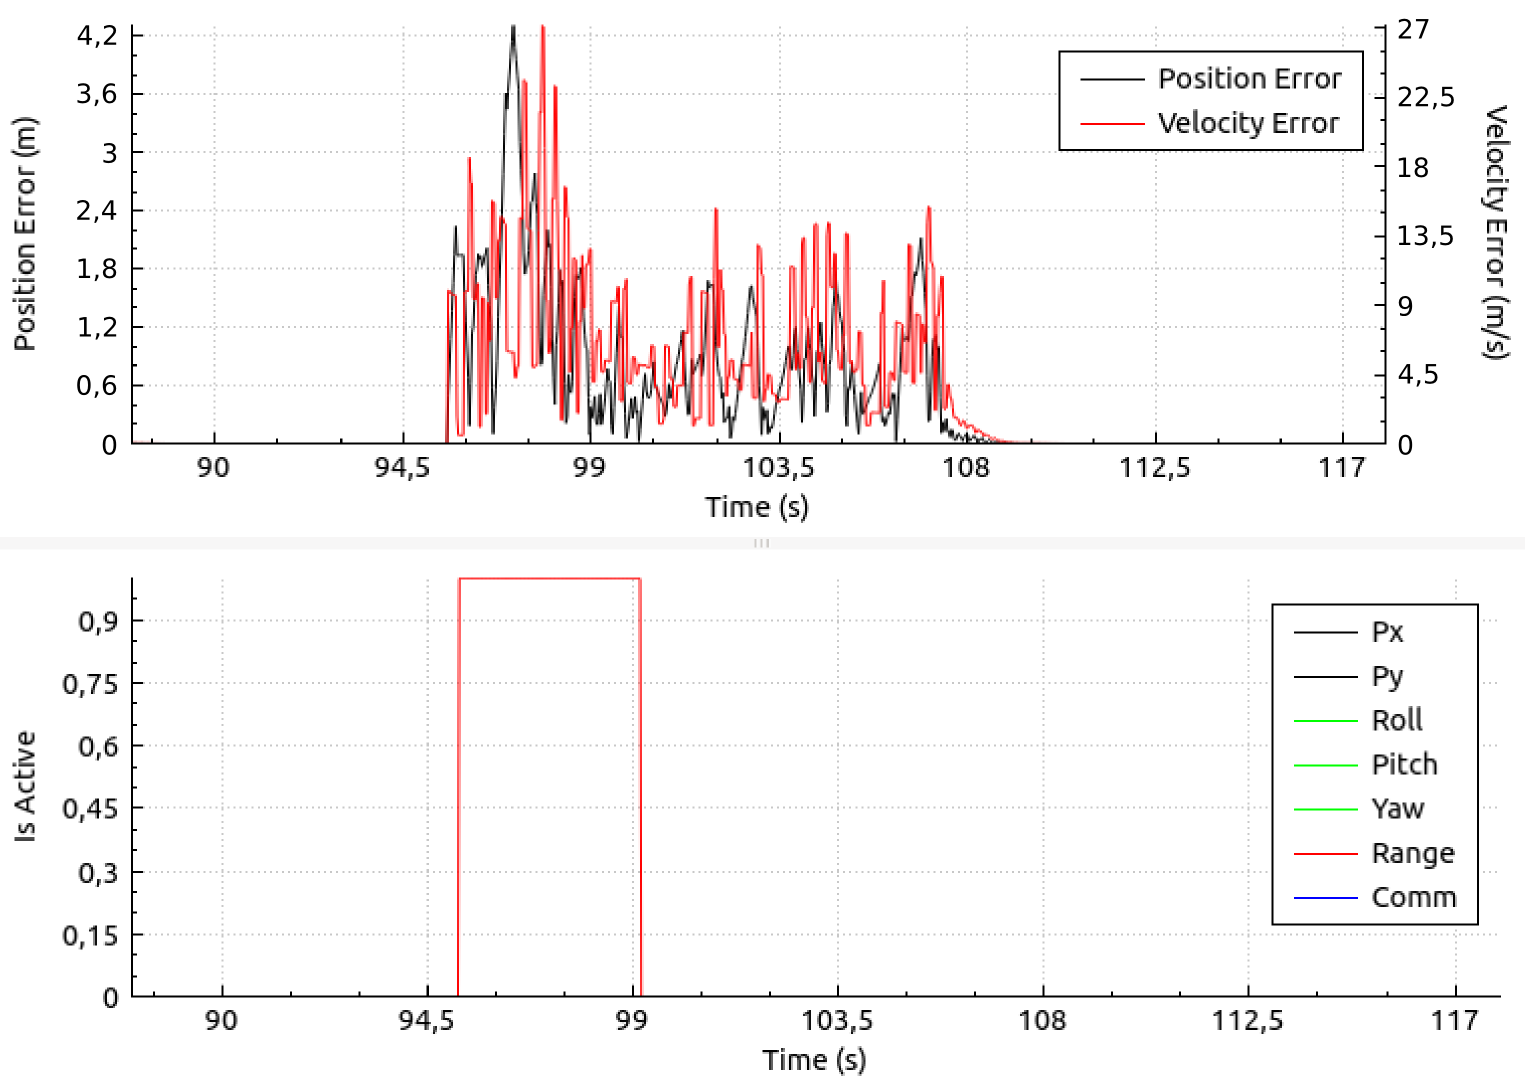 4,2
3,6
3
2,4
1,8
1,2
0,6
0
Position Error (m)
27
22,5
18
13,5
9
4,5
0
Velocity Error (m/s)
Position Error
Velocity Error
90 94,5 99 103,5 108 112,5 117
Time (s)
0,9
0,75
0,6
0,45
0,3
0,15
0
Is Active
Px
Py
Roll
Pitch
Yaw
Range
Comm
90 94,5 99 103,5 108 112,5 117
Time (s)